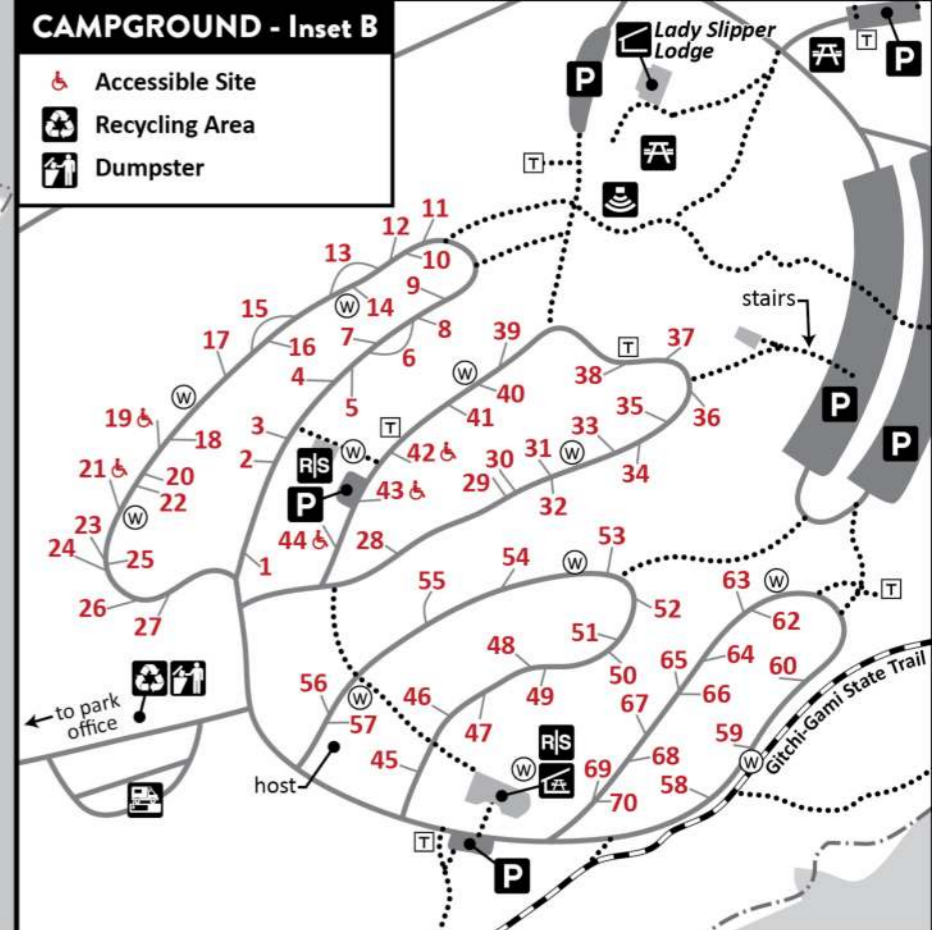 CAMPGROUND - Inset B
Accessible Site
Recycling Area
Dumpster
Lady Slipper
Lodge
P
T
P
T
11
12
10
13
9
14
15
7
8
39
37
stairs
17
16
6
38
4
40
36
5
41
35
P
19
3
T
33
P
18
42
31
34
21
2
R|S
30
20
43
29
32
22
P
23
44
28
53
24
25
1
54
55
63
T
26
52
62
27
51
48
65
64
60
50
56
46
49
66
67
to park
office
57
47
59
Gitchi-Gami State Trail
45
R|S
68
host
69
58
70
T
P
W
W
W
W
W
W
W
W
W
W
W
W
T